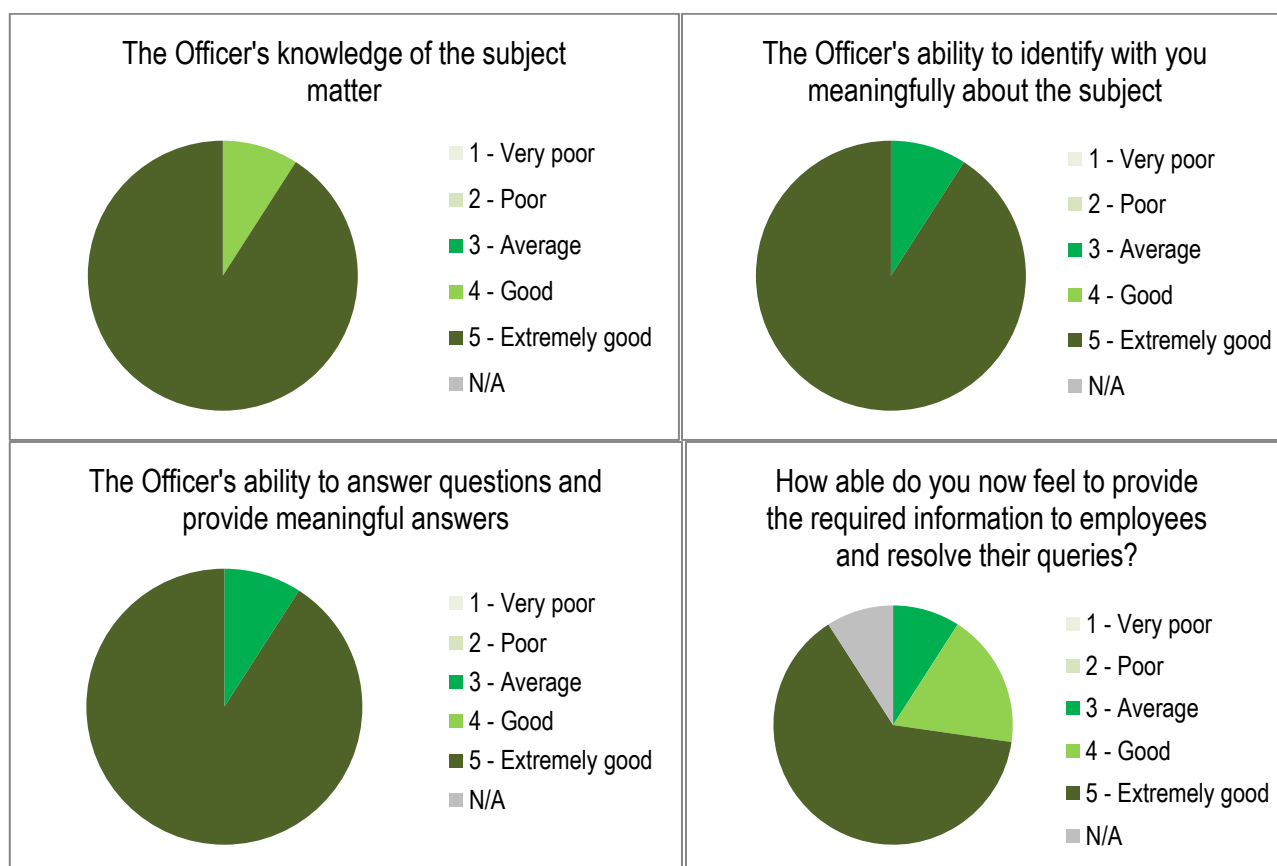 The Officer's knowledge of the subject
matter
1 - Very poor
2 - Poor
3 - Average
4 - Good
5 - Extremely good
N/A
The Officer's ability to identify with you
meaningfully about the subject
1 - Very poor
2 - Poor
3 - Average
4 - Good
5 - Extremely good
N/A
The Officer's ability to answer questions and
provide meaningful answers
1 - Very poor
2 - Poor
3 - Average
4 - Good
5 - Extremely good
N/A
How able do you now feel to provide
the required information to employees
and resolve their queries?
1 - Very poor
2 - Poor
3 - Average
4 - Good
5 - Extremely good
N/A